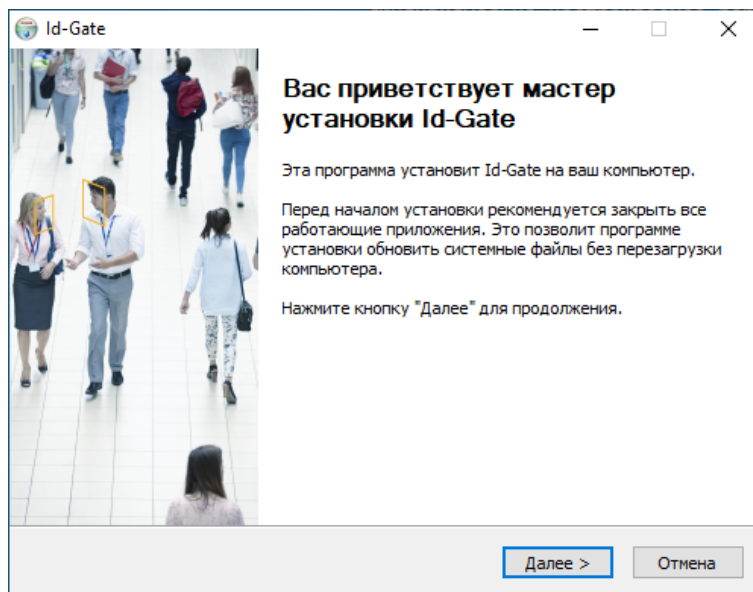 Id-Gate
Вас приветствует мастер
установки Id-Gate
Эта программа установит Id-Gate на ваш компьютер.
Перед началом установки рекомендуется закрыть все
работающие приложения. Это позволит программе
установки обновить системные файлы без перезагрузки
компьютера.
Нажмите кнопку "Далее" для продолжения.
Далее >
Отмена